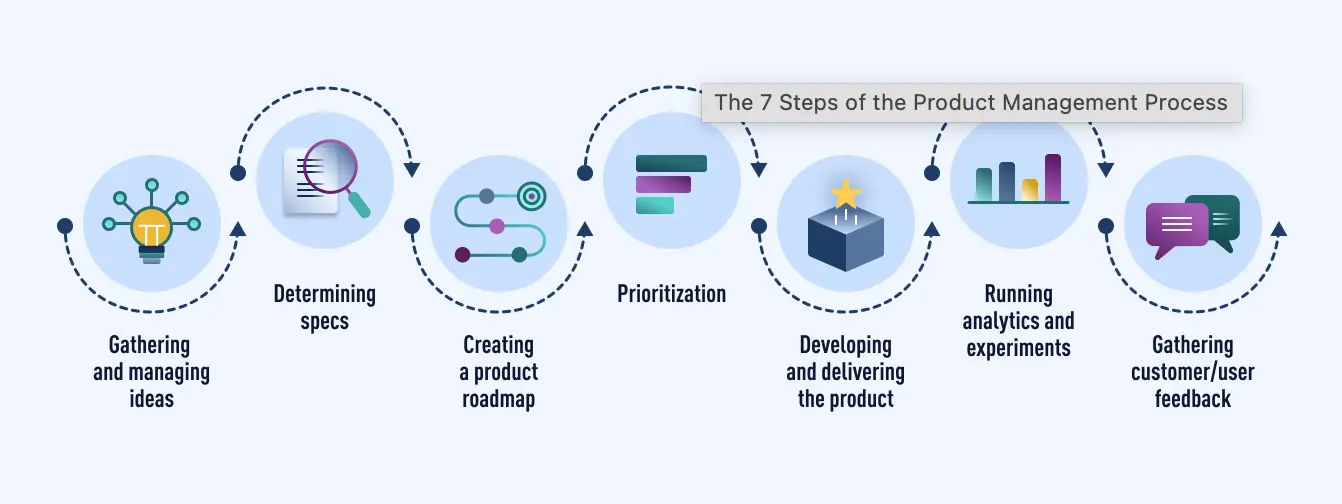 The 7 Steps of the Product Management Process
Gathering
and managing
ideas
Determining
specs
Creating
a product
roadmap
Prioritization
Developing
and delivering
the product
Running
analytics and
experiments
Gathering
customer/user
feedback